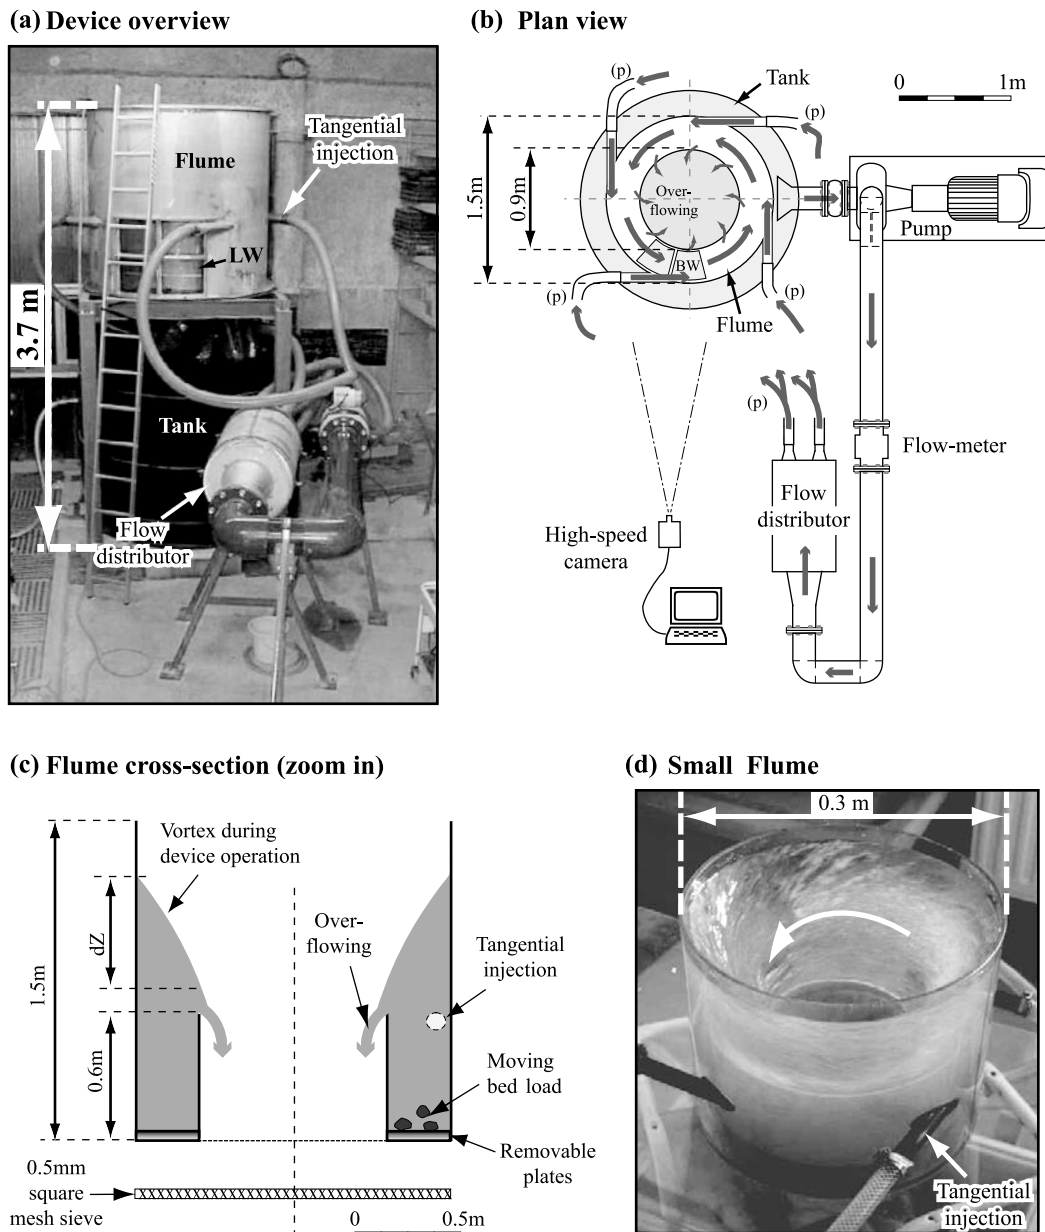 (a) Device overview
Flume
Tangential
injection
LW
3.7 m
Tank
Flow
distributor
(b) Plan view
0 1m
(p)
Tank
(p)
1.5m
0.9m
Over-
flowing
BW
Pump
(p)
(p)
Flume
(p)
Flow-meter
Flow
distributor
High-speed
camera
(c) Flume cross-section (zoom in)
Vortex during
device operation
Over-
flowing
dZ
Tangential
injection
1.5m
0.6m
Moving
bed load
Removable
plates
0.5mm
square
mesh sieve
0 0.5m
(d) Small Flume
0.3 m
Tangential
injection